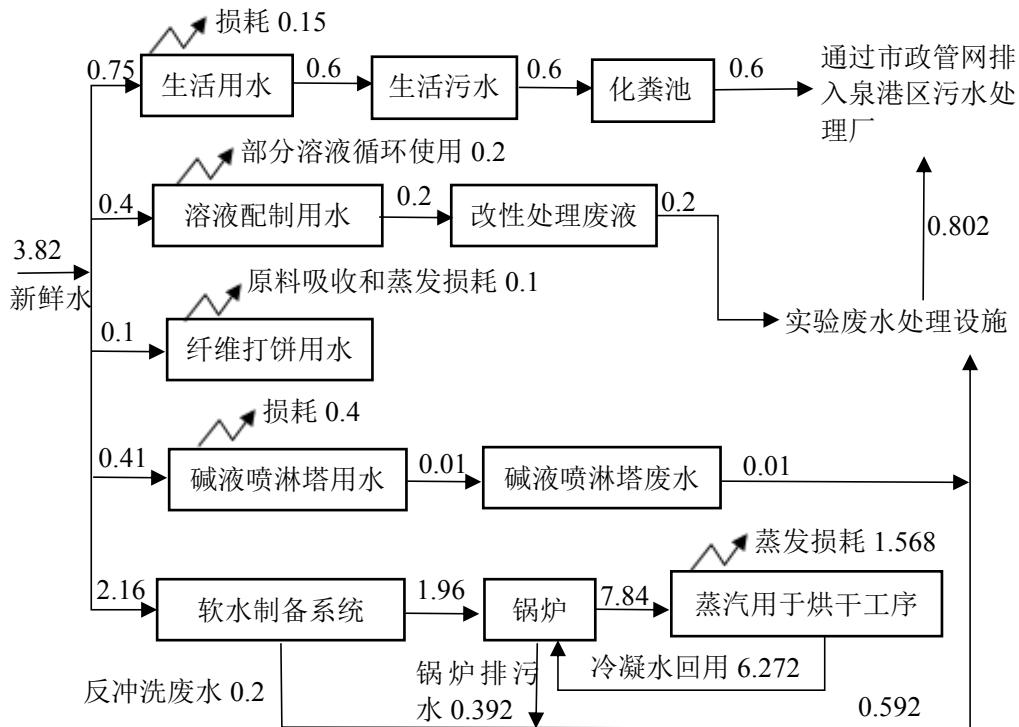 损耗 0.15
0.75
生活用水
0.6
生活污水
0.6
化粪池
0.6
通过市政管网排
入泉港区污水处
理厂
部分溶液循环使用 0.2
0.4
溶液配制用水
0.2
改性处理废液
0.2
0.802
3.82
新鲜水
原料吸收和蒸发损耗 0.1
0.1
纤维打饼用水
实验废水处理设施
损耗 0.4
0.41
碱液喷淋塔用水
0.01
碱液喷淋塔废水
0.01
蒸发损耗 1.568
2.16
软水制备系统
1.96
锅炉
7.84
蒸汽用于烘干工序
反冲洗废水 0.2
锅炉排污
水 0.392
冷凝水回用 6.272
0.592